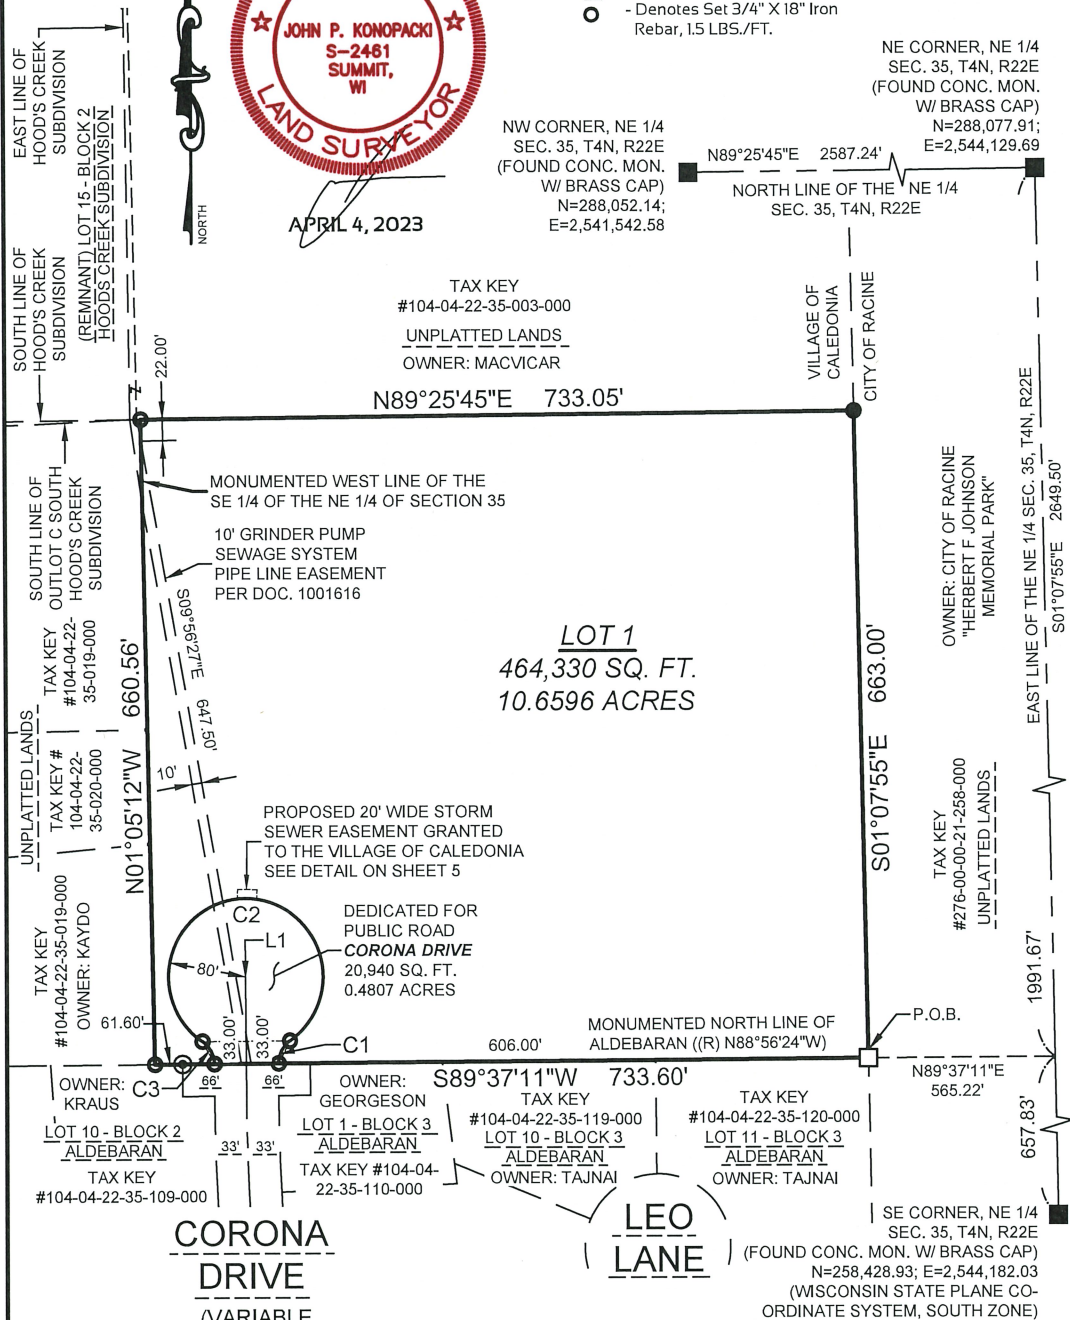 - Denotes Set 3/4" X 18" Iron
Rebar, 1.5 LBS./FT.
JOHN P. KONOPACKI
S-2461
SUMMIT,
WI
LAND SURVEYOR
APRIL 4, 2023
NORTH
EAST LINE OF
HOOD'S CREEK
SUBDIVISION
(REMNANT) LOT 15 - BLOCK 2
HOODS CREEK SUBDIVISION
SOUTH LINE OF
HOOD'S CREEK
SUBDIVISION
NW CORNER, NE 1/4
SEC. 35, T4N, R22E
(FOUND CONC. MON.
W/ BRASS CAP)
N=288,052.14;
E=2,541,542.58
NE CORNER, NE 1/4
SEC. 35, T4N, R22E
(FOUND CONC. MON.
W/ BRASS CAP)
N=288,077.91;
E=2,544,129.69
N89°25'45"E 2587.24'
NORTH LINE OF THE NE 1/4
SEC. 35, T4N, R22E
TAX KEY
#104-04-22-35-003-000
UNPLATTED LANDS
OWNER: MACVICAR
VILLAGE OF
CALEDONIA
CITY OF RACINE
22.00'
N89°25'45"E 733.05'
MONUMENTED WEST LINE OF THE
SE 1/4 OF THE NE 1/4 OF SECTION 35
10' GRINDER PUMP
SEWAGE SYSTEM
PIPE LINE EASEMENT
PER DOC. 1001616
S09°56'27"E 647.50'
10'
SOUTH LINE OF
OUTLOT C SOUTH
HOOD'S CREEK
SUBDIVISION
TAX KEY
#104-04-22-
35-019-000
UNPLATTED LANDS
TAX KEY #
104-04-22-
35-020-000
TAX KEY
#104-04-22-35-019-000
OWNER: KAYDO
N01°05'12"W 660.56'
LOT 1
464,330 SQ. FT.
10.6596 ACRES
S01°07'55"E 663.00'
OWNER: CITY OF RACINE
"HERBERT F JOHNSON
MEMORIAL PARK"
TAX KEY
#276-00-00-21-258-000
UNPLATTED LANDS
EAST LINE OF THE NE 1/4 SEC. 35, T4N, R22E
S01°07'55"E 2649.50'
1991.67'
657.83'
PROPOSED 20' WIDE STORM
SEWER EASEMENT GRANTED
TO THE VILLAGE OF CALEDONIA
SEE DETAIL ON SHEET 5
C2
L1
80'
DEDICATED FOR
PUBLIC ROAD
CORONA DRIVE
20,940 SQ. FT.
0.4807 ACRES
61.60'
33.00'
33.00'
C1
C3
606.00'
MONUMENTED NORTH LINE OF
ALDEBARAN ((R) N88°56'24"W)
P.O.B.
S89°37'11"W 733.60'
N89°37'11"E
565.22'
OWNER:
KRAUS
LOT 10 - BLOCK 2
ALDEBARAN
TAX KEY
#104-04-22-35-109-000
66'
66'
33'
33'
OWNER:
GEORGESON
LOT 1 - BLOCK 3
ALDEBARAN
TAX KEY #104-04-
22-35-110-000
TAX KEY
#104-04-22-35-119-000
LOT 10 - BLOCK 3
ALDEBARAN
OWNER: TAJNAI
TAX KEY
#104-04-22-35-120-000
LOT 11 - BLOCK 3
ALDEBARAN
OWNER: TAJNAI
CORONA
DRIVE
(VARIABLE
LEO
LANE
SE CORNER, NE 1/4
SEC. 35, T4N, R22E
(FOUND CONC. MON. W/ BRASS CAP)
N=258,428.93; E=2,544,182.03
(WISCONSIN STATE PLANE CO-
ORDINATE SYSTEM, SOUTH ZONE)